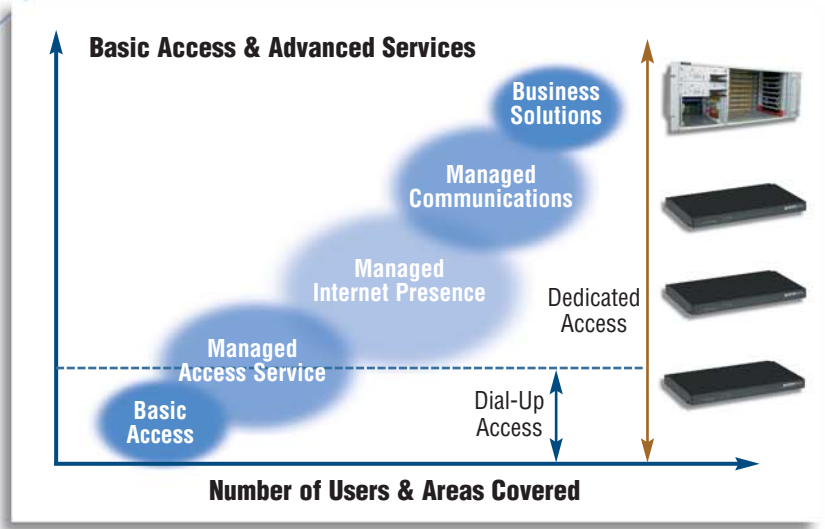 Basic Access & Advanced Services
Business
Solutions
Managed
Communications
Managed
Internet Presence
Dedicated
Access
Managed
Access Service
Dial-Up
Access
Basic
Access
Number of Users & Areas Covered